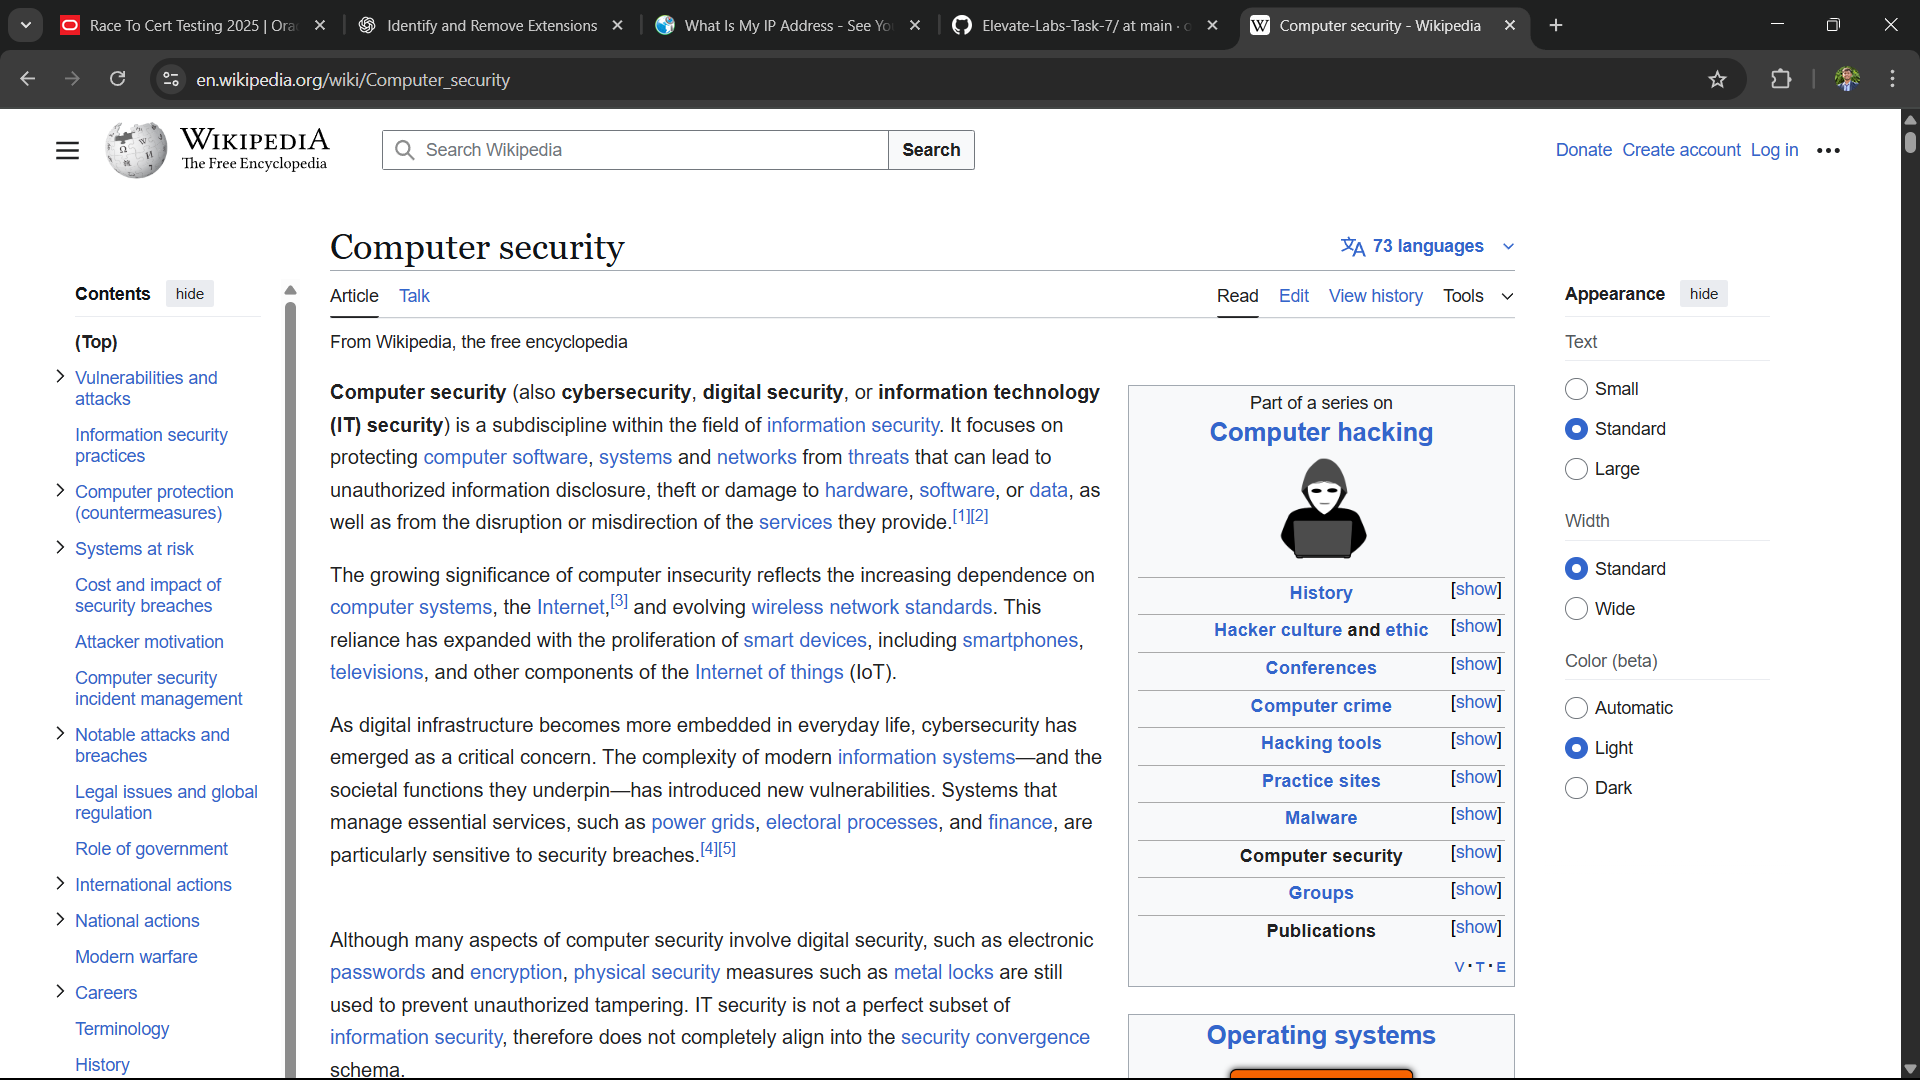 Race To Cert Testing 2025 | Ora
Identify and Remove Extensions
What Is My IP Address - See Yo
Elevate-Labs-Task-7/ at main · o
Computer security - Wikipedia
en.wikipedia.org/wiki/Computer_security
WIKIPEDIA
The Free Encyclopedia
Search Wikipedia
Search
Donate Create account Log in
Computer security
73 languages
Contents hide
(Top)
Vulnerabilities and
attacks
Information security
practices
Computer protection
(countermeasures)
Systems at risk
Cost and impact of
security breaches
Attacker motivation
Computer security
incident management
Notable attacks and
breaches
Legal issues and global
regulation
Role of government
International actions
National actions
Modern warfare
Careers
Terminology
History
Article Talk
Read Edit View history Tools
From Wikipedia, the free encyclopedia
Computer security (also cybersecurity, digital security, or information technology
(IT) security) is a subdiscipline within the field of information security. It focuses on
protecting computer software, systems and networks from threats that can lead to
unauthorized information disclosure, theft or damage to hardware, software, or data, as
well as from the disruption or misdirection of the services they provide.[1][2]
The growing significance of computer insecurity reflects the increasing dependence on
computer systems, the Internet,[3] and evolving wireless network standards. This
reliance has expanded with the proliferation of smart devices, including smartphones,
televisions, and other components of the Internet of things (IoT).
As digital infrastructure becomes more embedded in everyday life, cybersecurity has
emerged as a critical concern. The complexity of modern information systems—and the
societal functions they underpin—has introduced new vulnerabilities. Systems that
manage essential services, such as power grids, electoral processes, and finance, are
particularly sensitive to security breaches.[4][5]
Although many aspects of computer security involve digital security, such as electronic
passwords and encryption, physical security measures such as metal locks are still
used to prevent unauthorized tampering. IT security is not a perfect subset of
information security, therefore does not completely align into the security convergence
schema.
Part of a series on
Computer hacking
History [show]
Hacker culture and ethic [show]
Conferences [show]
Computer crime [show]
Hacking tools [show]
Practice sites [show]
Malware [show]
Computer security [show]
Groups [show]
Publications [show]
V · T · E
Operating systems
Appearance hide
Text
Small
Standard
Large
Width
Standard
Wide
Color (beta)
Automatic
Light
Dark